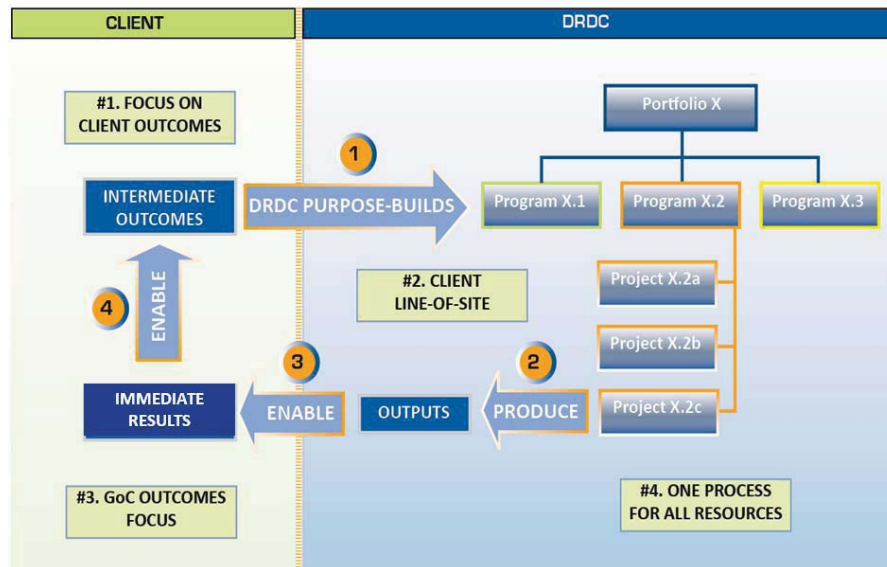 CLIENT
DRDC
#1. FOCUS ON
CLIENT OUTCOMES
Portfolio X
1
INTERMEDIATE
OUTCOMES
DRDC PURPOSE-BUILDS
Program X.1
Program X.2
Program X.3
4
ENABLE
#2. CLIENT
LINE-OF-SITE
Project X.2a
Project X.2b
3
2
IMMEDIATE
RESULTS
ENABLE
OUTPUTS
PRODUCE
Project X.2c
#3. GoC OUTCOMES
FOCUS
#4. ONE PROCESS
FOR ALL RESOURCES